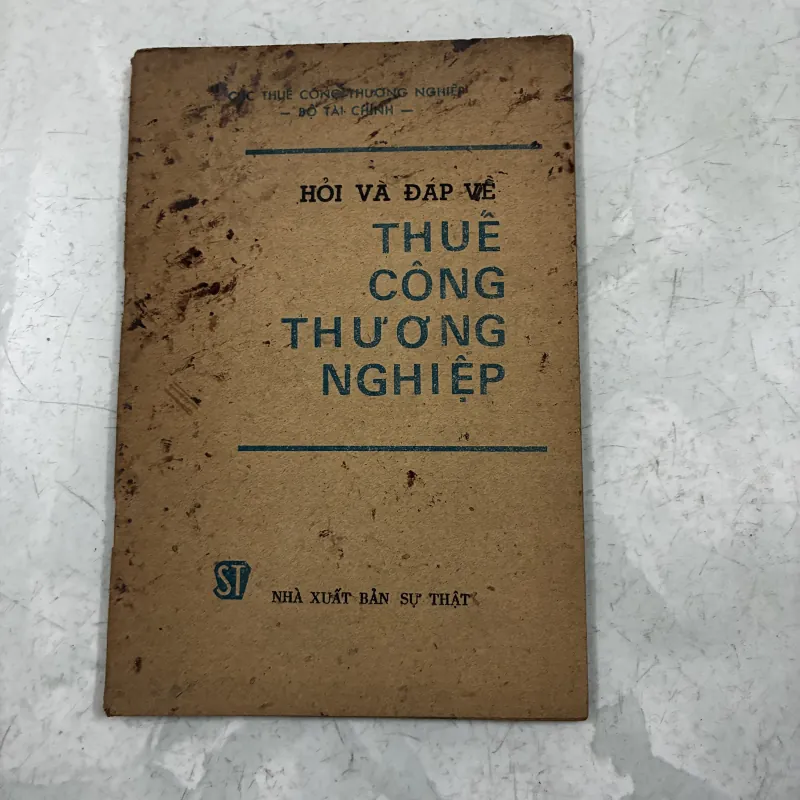 CỤC THUẾ CÔNG THƯƠNG NGHIỆP
— BỘ TÀI CHÍNH —
HỎI VÀ ĐÁP VỀ
THUẾ
CÔNG
THƯƠNG
NGHIỆP
ST
NHÀ XUẤT BẢN SỰ THẬT